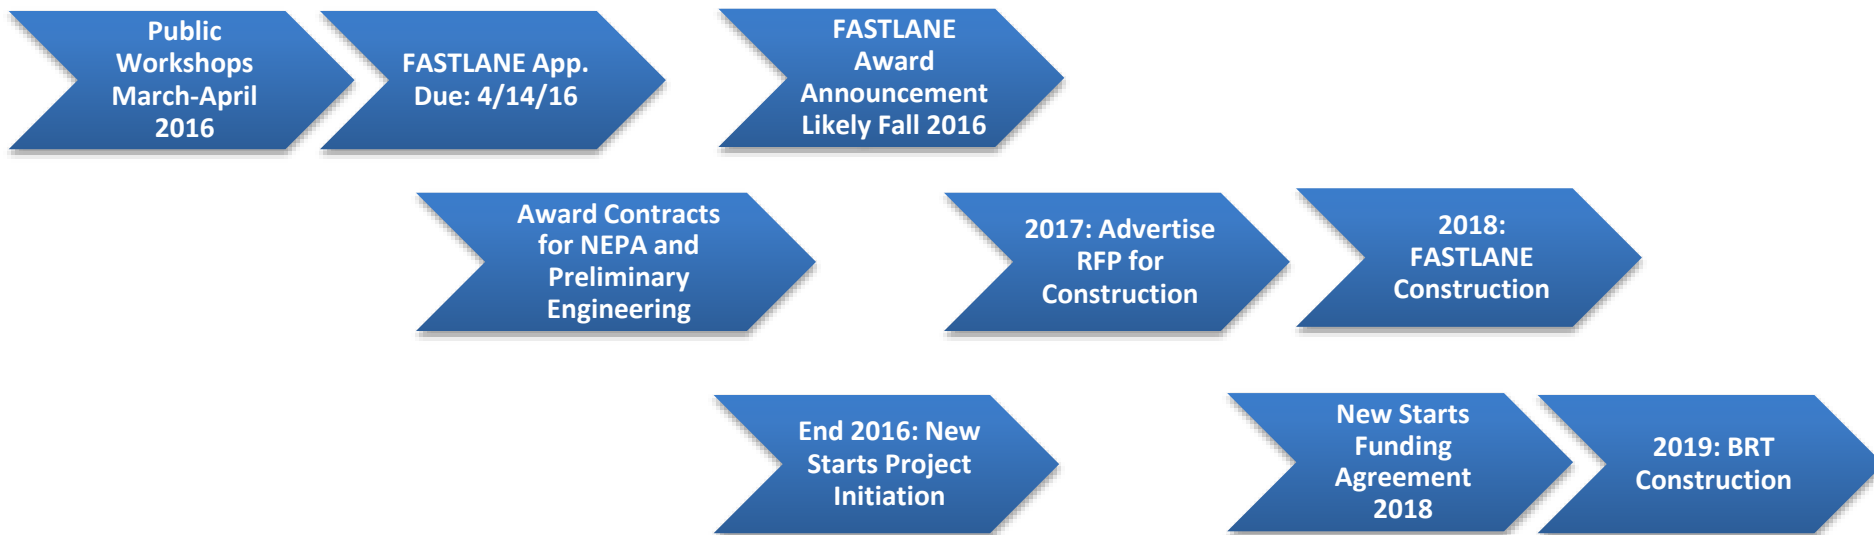 Public
Workshops
March-April
2016
FASTLANE App.
Due: 4/14/16
FASTLANE
Award
Announcement
Likely Fall 2016
Award Contracts
for NEPA and
Preliminary
Engineering
2017: Advertise
RFP for
Construction
2018:
FASTLANE
Construction
End 2016: New
Starts Project
Initiation
New Starts
Funding
Agreement
2018
2019: BRT
Construction